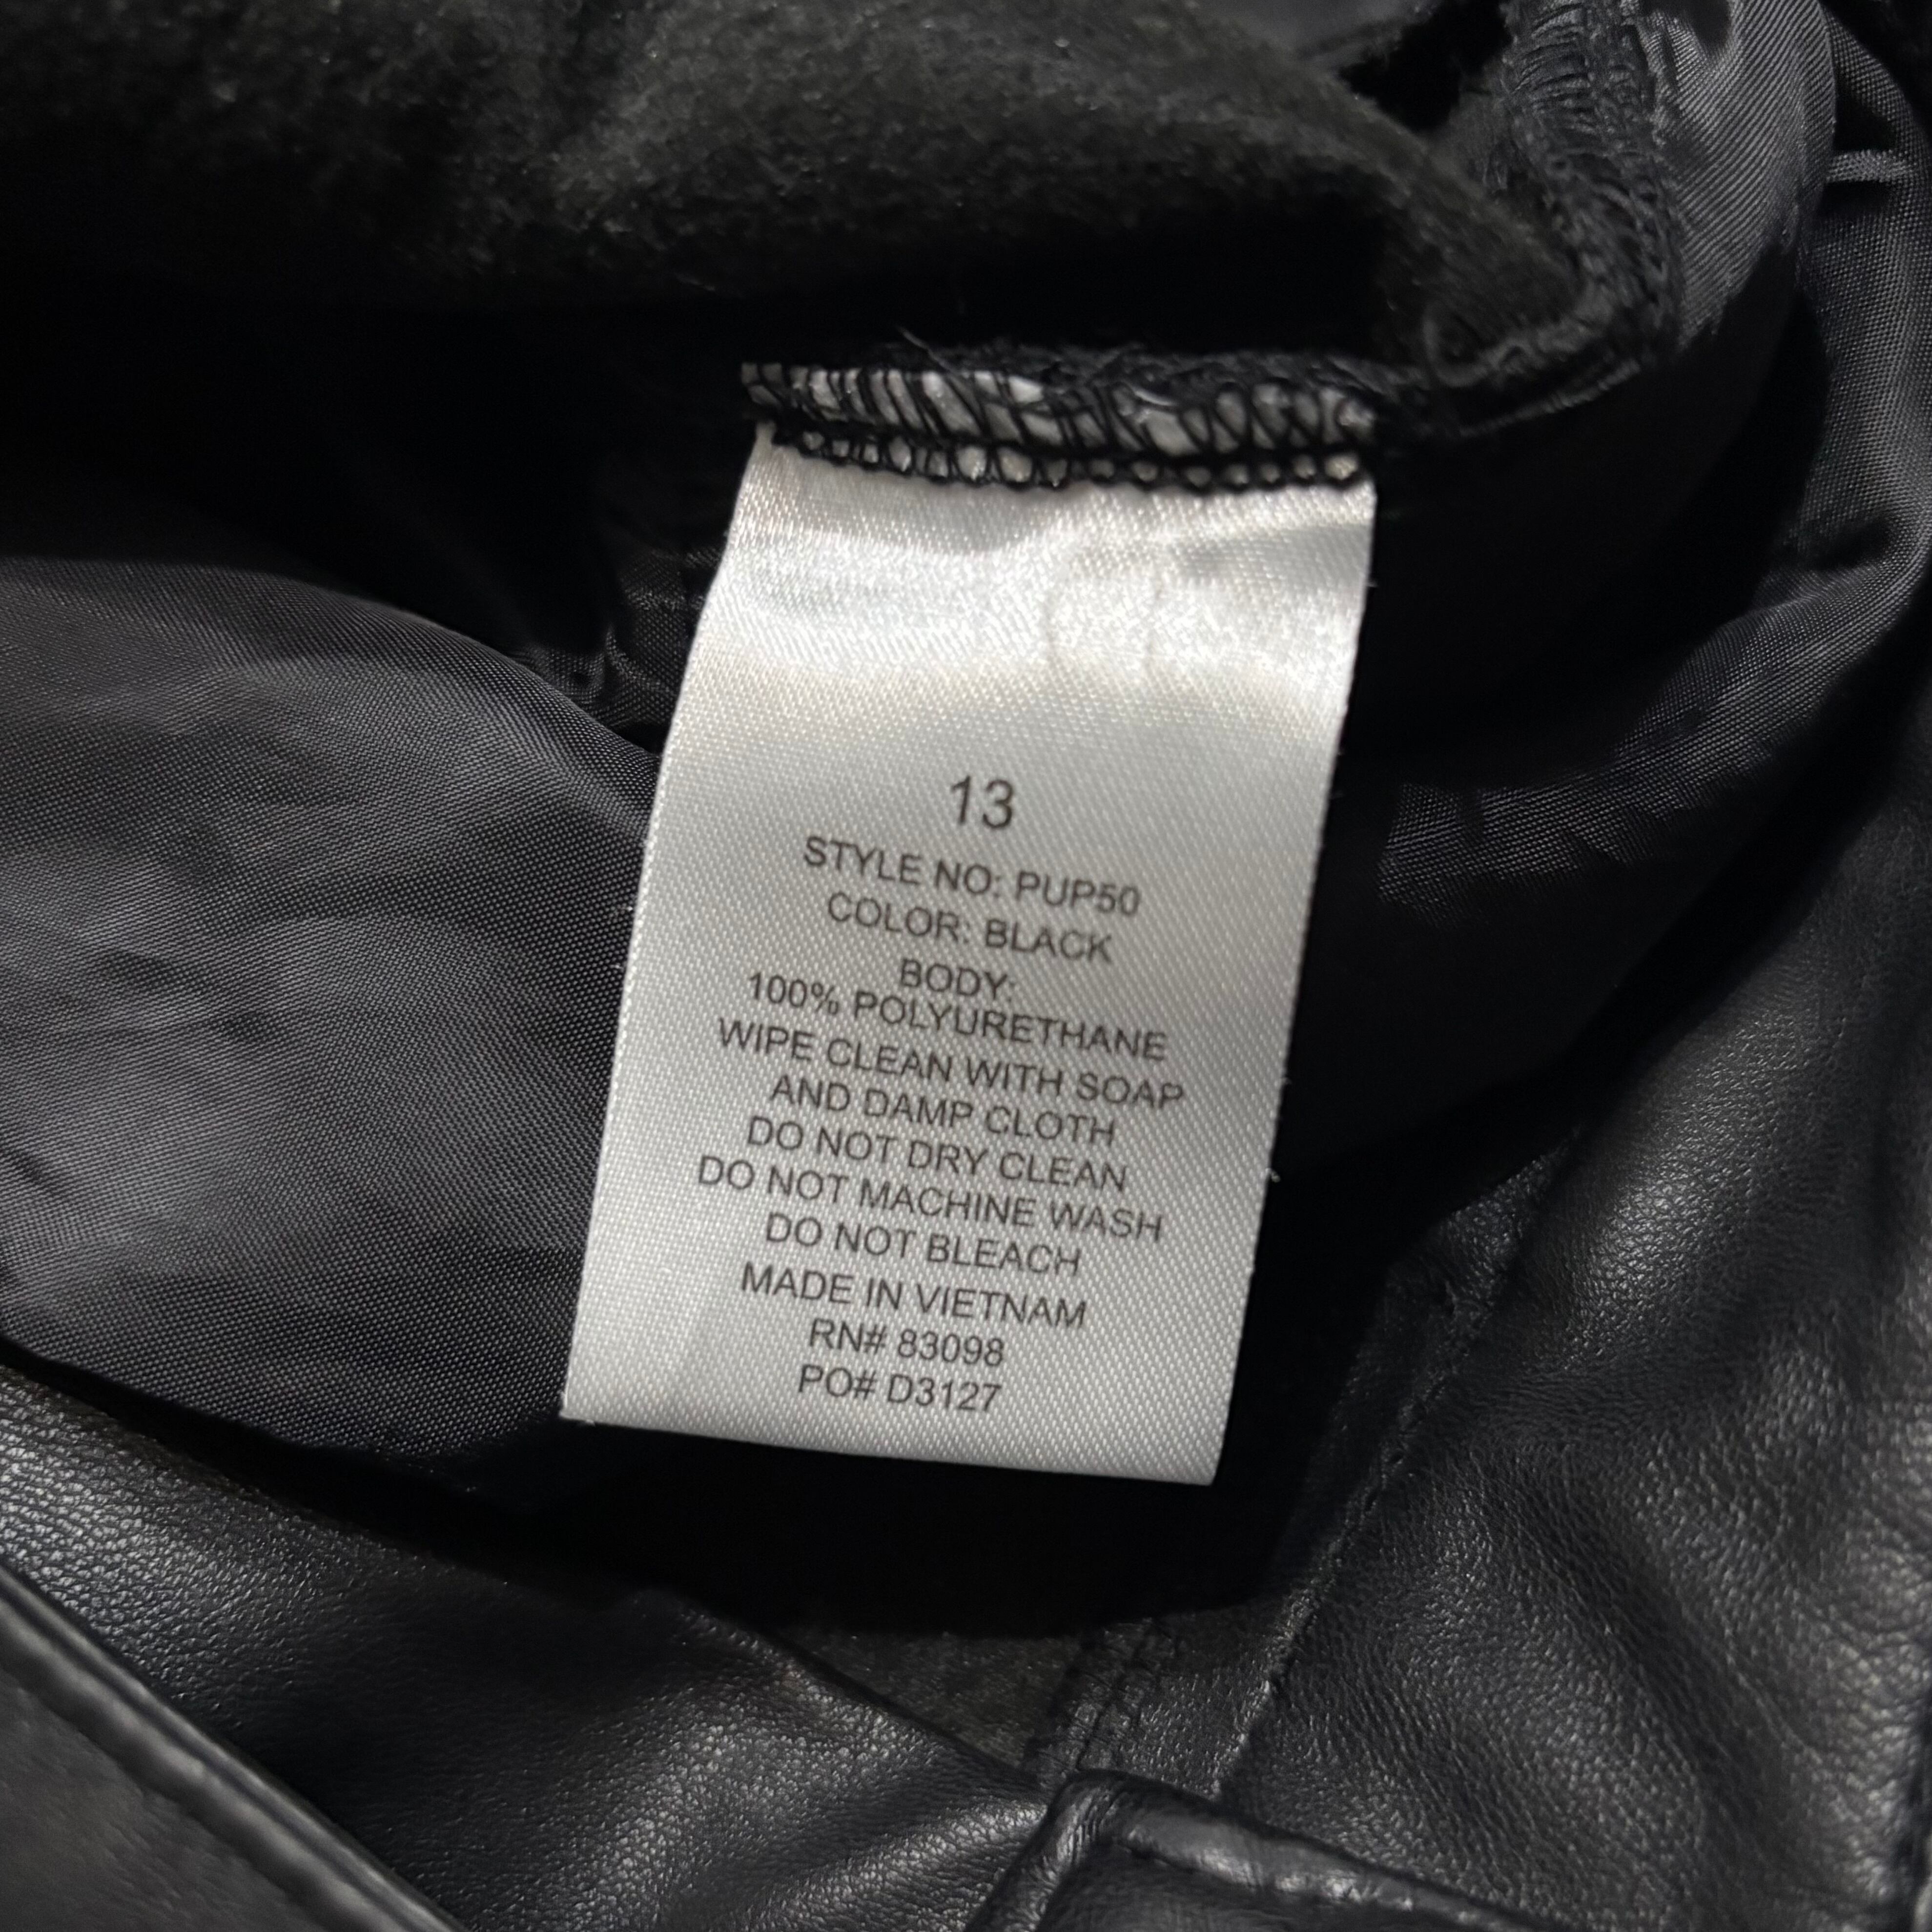 13
STYLE NO: PUP50
COLOR: BLACK
BODY:
100% POLYURETHANE
WIPE CLEAN WITH SOAP
AND DAMP CLOTH
DO NOT DRY CLEAN
DO NOT MACHINE WASH
DO NOT BLEACH
MADE IN VIETNAM
RN# 83098
PO# D3127